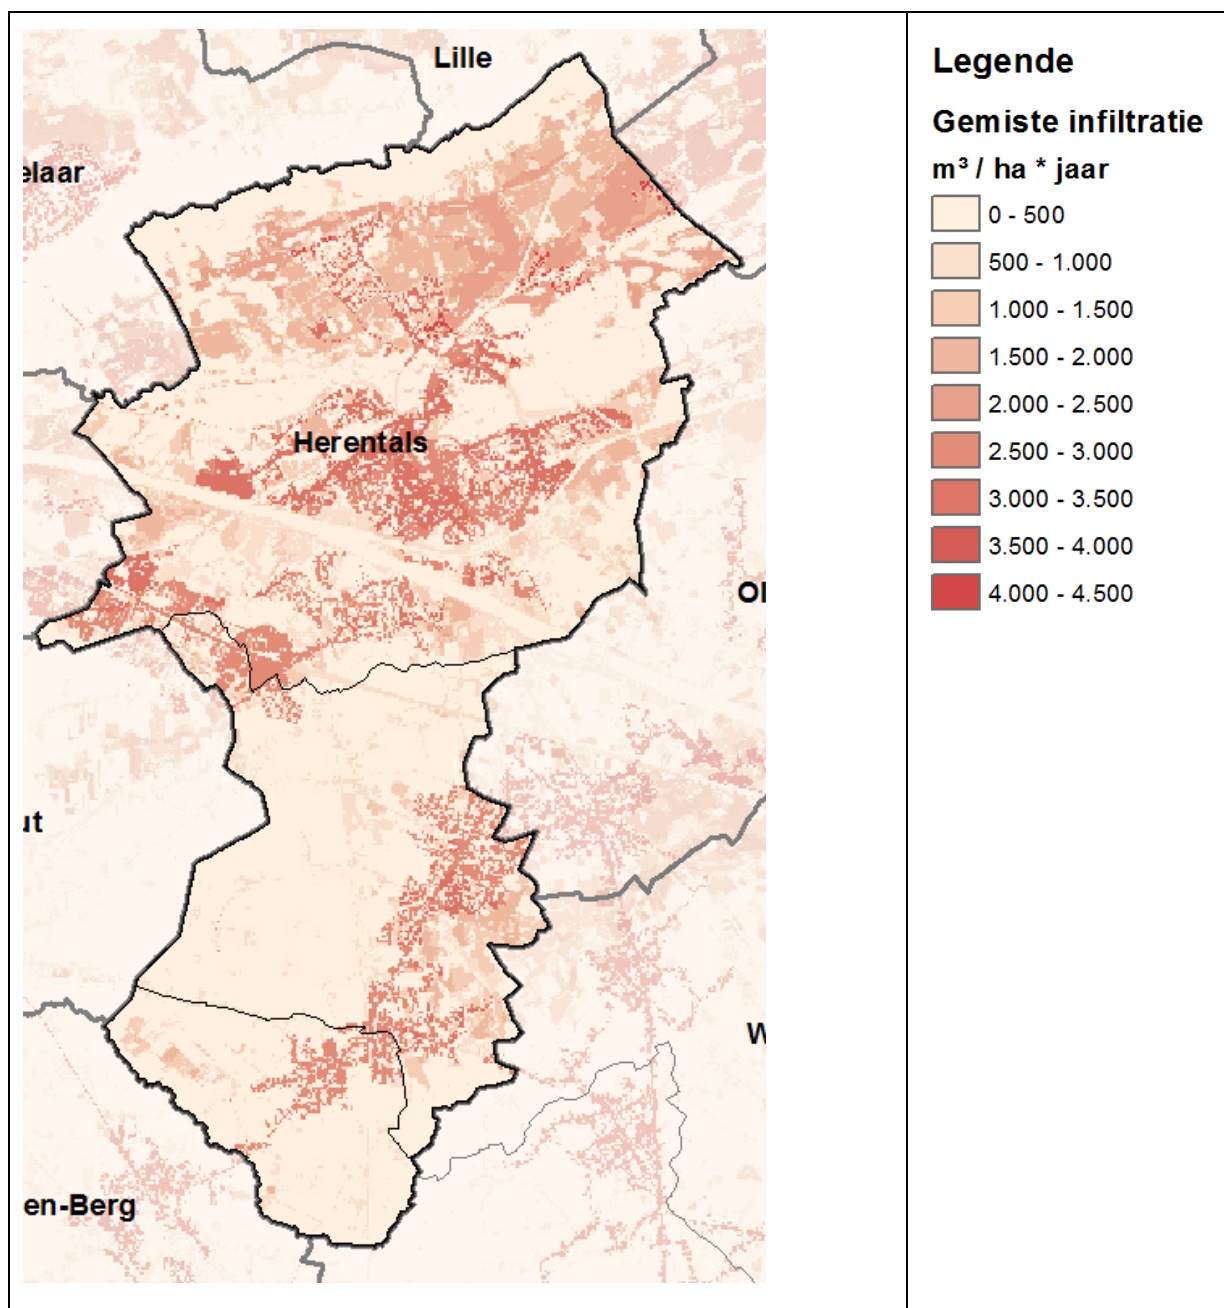 Lille
elaar
Herentals
Ol
ut
W
en-Berg
Legende
Gemiste infiltratie
m³ / ha * jaar
0 - 500
500 - 1.000
1.000 - 1.500
1.500 - 2.000
2.000 - 2.500
2.500 - 3.000
3.000 - 3.500
3.500 - 4.000
4.000 - 4.500